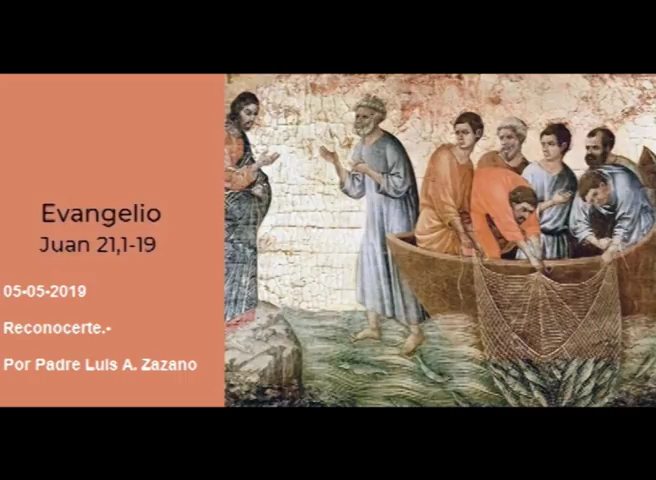 Evangelio
Juan 21,1-19
05-05-2019
Reconocerte.-
Por Padre Luis A. Zazano